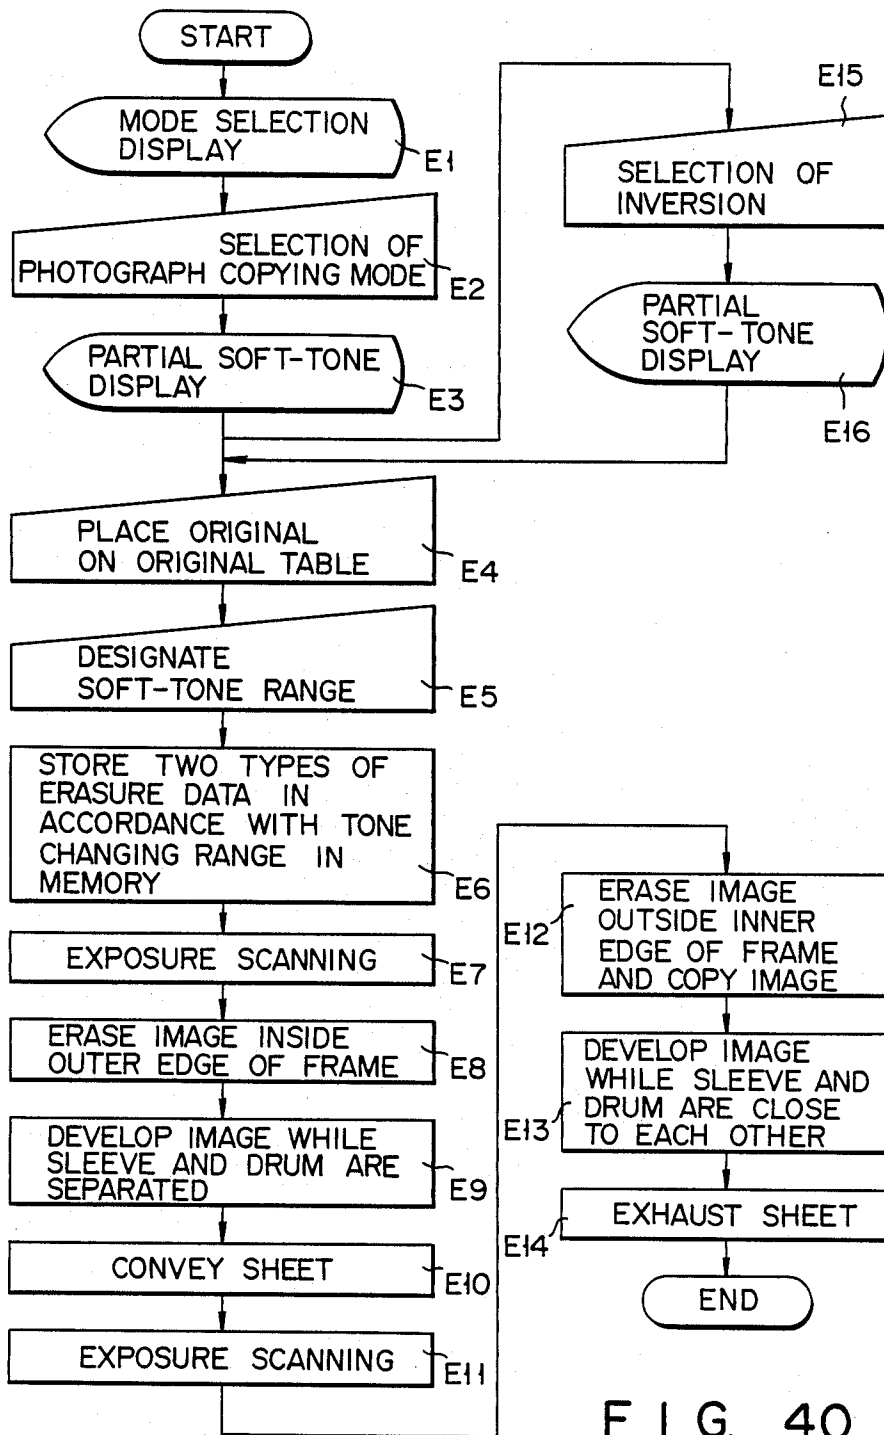 START
MODE SELECTION
DISPLAY
E1
SELECTION OF
PHOTOGRAPH COPYING MODE
E2
PARTIAL SOFT-TONE
DISPLAY
E3
E15
SELECTION OF
INVERSION
PARTIAL
SOFT-TONE
DISPLAY
E16
PLACE ORIGINAL
ON ORIGINAL TABLE
E4
DESIGNATE
SOFT-TONE RANGE
E5
STORE TWO TYPES OF
ERASURE DATA IN
ACCORDANCE WITH TONE
CHANGING RANGE IN
MEMORY
E6
EXPOSURE SCANNING
E7
ERASE IMAGE INSIDE
OUTER EDGE OF FRAME
E8
DEVELOP IMAGE WHILE
SLEEVE AND DRUM ARE
SEPARATED
E9
CONVEY SHEET
E10
EXPOSURE SCANNING
E11
ERASE IMAGE
OUTSIDE INNER
EDGE OF FRAME
AND COPY IMAGE
E12
DEVELOP IMAGE
WHILE SLEEVE AND
DRUM ARE CLOSE
TO EACH OTHER
E13
EXHAUST SHEET
E14
END
FIG. 40